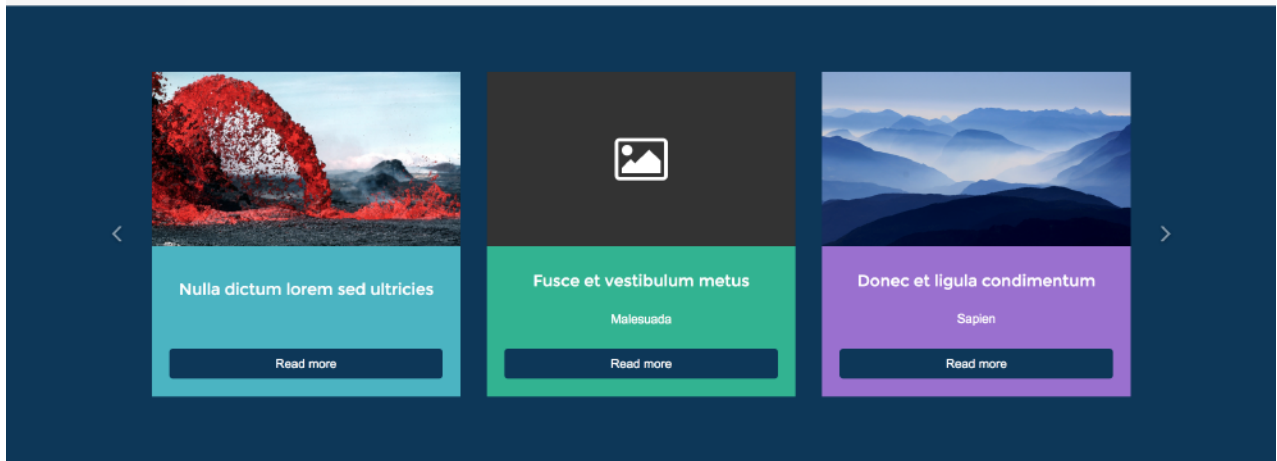 Nulla dictum lorem sed ultricies
Read more
Fusce et vestibulum metus
Malesuada
Read more
Donec et ligula condimentum
Sapien
Read more